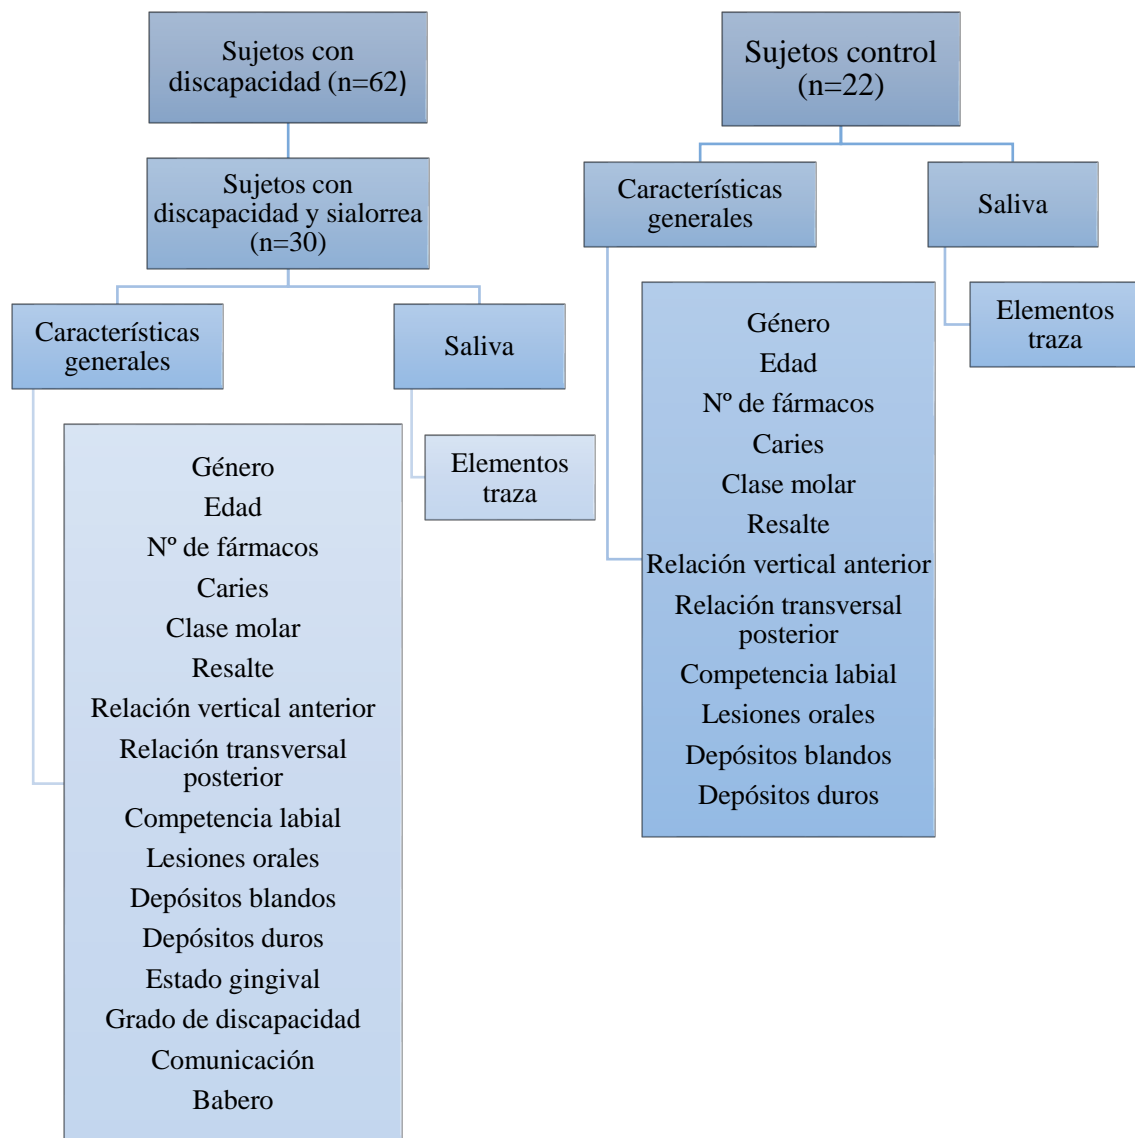 Sujetos con
discapacidad (n=62)
Sujetos con
discapacidad y sialorrea
(n=30)
Características
generales
Saliva
Elementos
traza
Género
Edad
Nº de fármacos
Caries
Clase molar
Resalte
Relación vertical anterior
Relación transversal
posterior
Competencia labial
Lesiones orales
Depósitos blandos
Depósitos duros
Estado gingival
Grado de discapacidad
Comunicación
Babero
Sujetos control
(n=22)
Características
generales
Saliva
Elementos
traza
Género
Edad
Nº de fármacos
Caries
Clase molar
Resalte
Relación vertical anterior
Relación transversal
posterior
Competencia labial
Lesiones orales
Depósitos blandos
Depósitos duros